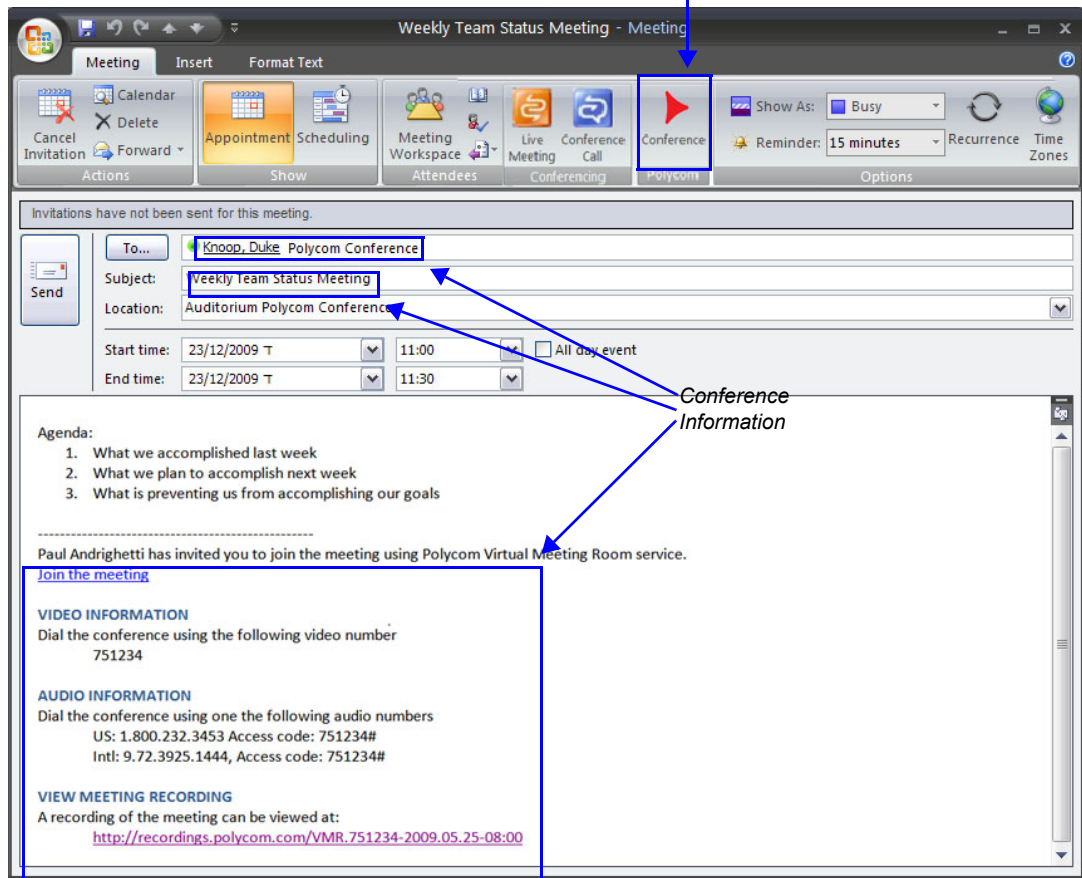 Weekly Team Status Meeting - Meeting
Meeting Insert Format Text
Cancel Invitation
Calendar
Delete
Forward
Actions
Appointment
Scheduling
Show
Meeting Workspace
Attendees
Live Meeting
Conference Call
Conferencing
Conference
Polycom
Show As: Busy
Reminder: 15 minutes
Recurrence
Time Zones
Options
Invitations have not been sent for this meeting.
Send
To... Knoop, Duke Polycom Conference
Subject: Weekly Team Status Meeting
Location: Auditorium Polycom Conference
Start time: 23/12/2009 ד 11:00 All day event
End time: 23/12/2009 ד 11:30
Conference
Information
Agenda:
1. What we accomplished last week
2. What we plan to accomplish next week
3. What is preventing us from accomplishing our goals
--------------------------------------------------
Paul Andrighetti has invited you to join the meeting using Polycom Virtual Meeting Room service.
Join the meeting
VIDEO INFORMATION
Dial the conference using the following video number
751234
AUDIO INFORMATION
Dial the conference using one the following audio numbers
US: 1.800.232.3453 Access code: 751234#
Intl: 9.72.3925.1444, Access code: 751234#
VIEW MEETING RECORDING
A recording of the meeting can be viewed at:
http://recordings.polycom.com/VMR.751234-2009.05.25-08:00